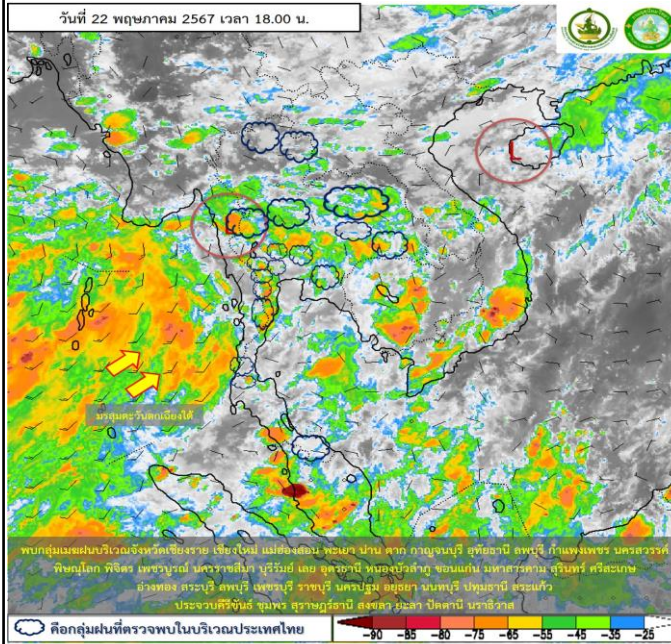 วันที่ 22 พฤษภาคม 2567 เวลา 18.00 น.
L
มรสุมตะวันตกเฉียงใต้
พบกลุ่มเมฆฝนบริเวณจังหวัดเชียงราย เชียงใหม่ แม่ฮ่องสอน พะเยา น่าน ตาก กาญจนบุรี อุทัยธานี ลพบุรี กำแพงเพชร นครสวรรค์
พิษณุโลก พิจิตร เพชรบูรณ์ นครราชสีมา บุรีรัมย์ เลย อุดรธานี หนองบัวลำภู ขอนแก่น มหาสารคาม สุรินทร์ ศรีสะเกษ
อ่างทอง สระบุรี ลพบุรี เพชรบุรี ราชบุรี นครปฐม อยุธยา นนทบุรี ปทุมธานี สระแก้ว
ประจวบคีรีขันธ์ ชุมพร สุราษฎร์ธานี สงขลา ยะลา ปัตตานี นราธิวาส
คือกลุ่มฝนที่ตรวจพบในบริเวณประเทศไทย
-90 -85 -80 -75 -65 -55 -45 -35 -25